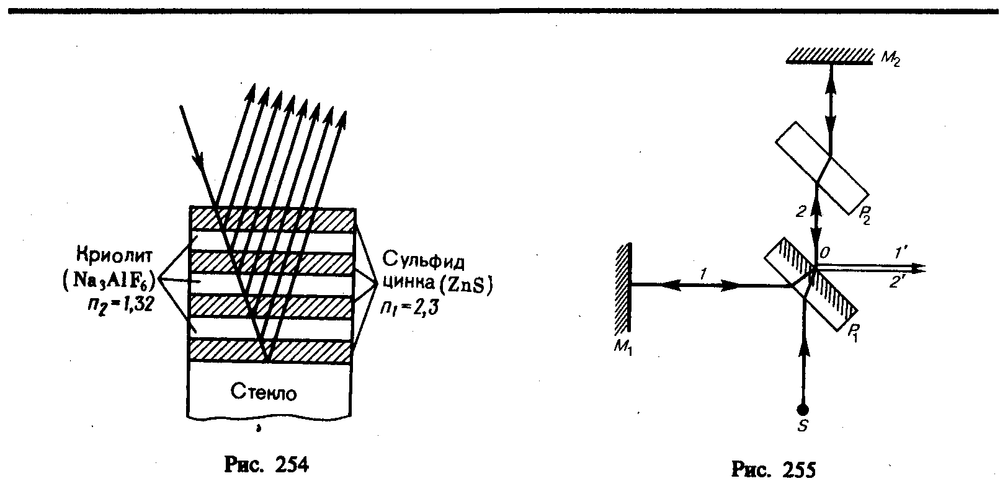 Криолит
(Na₃AlF₆)
n₂=1,32
Сульфид
цинка (ZnS)
n₁=2,3
Стекло
Рис. 254
M₂
P₂
2
O
1'
2'
1
M₁
P₁
S
Рис. 255